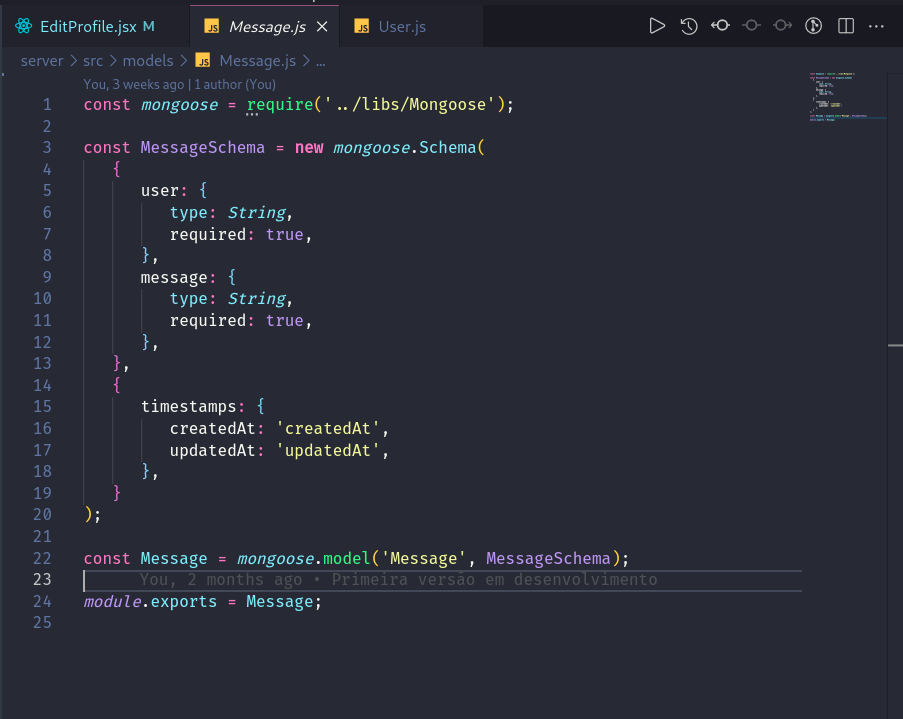 EditProfile.jsx M JS Message.js JS User.js
server > src > models > JS Message.js > ...
You, 3 weeks ago | 1 author (You)
1 const mongoose = require('../libs/Mongoose');
2
3 const MessageSchema = new mongoose.Schema(
4 {
5 user: {
6 type: String,
7 required: true,
8 },
9 message: {
10 type: String,
11 required: true,
12 },
13 },
14 {
15 timestamps: {
16 createdAt: 'createdAt',
17 updatedAt: 'updatedAt',
18 },
19 }
20 );
21
22 const Message = mongoose.model('Message', MessageSchema);
23 You, 2 months ago • Primeira versão em desenvolvimento
24 module.exports = Message;
25